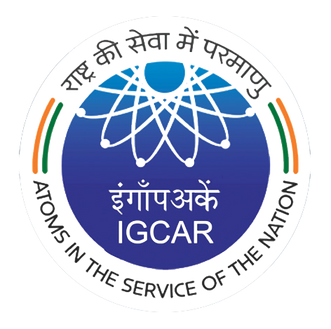 राष्ट्र की सेवा में परमाणु
इंगाँपअकें
IGCAR
ATOMS IN THE SERVICE OF THE NATION